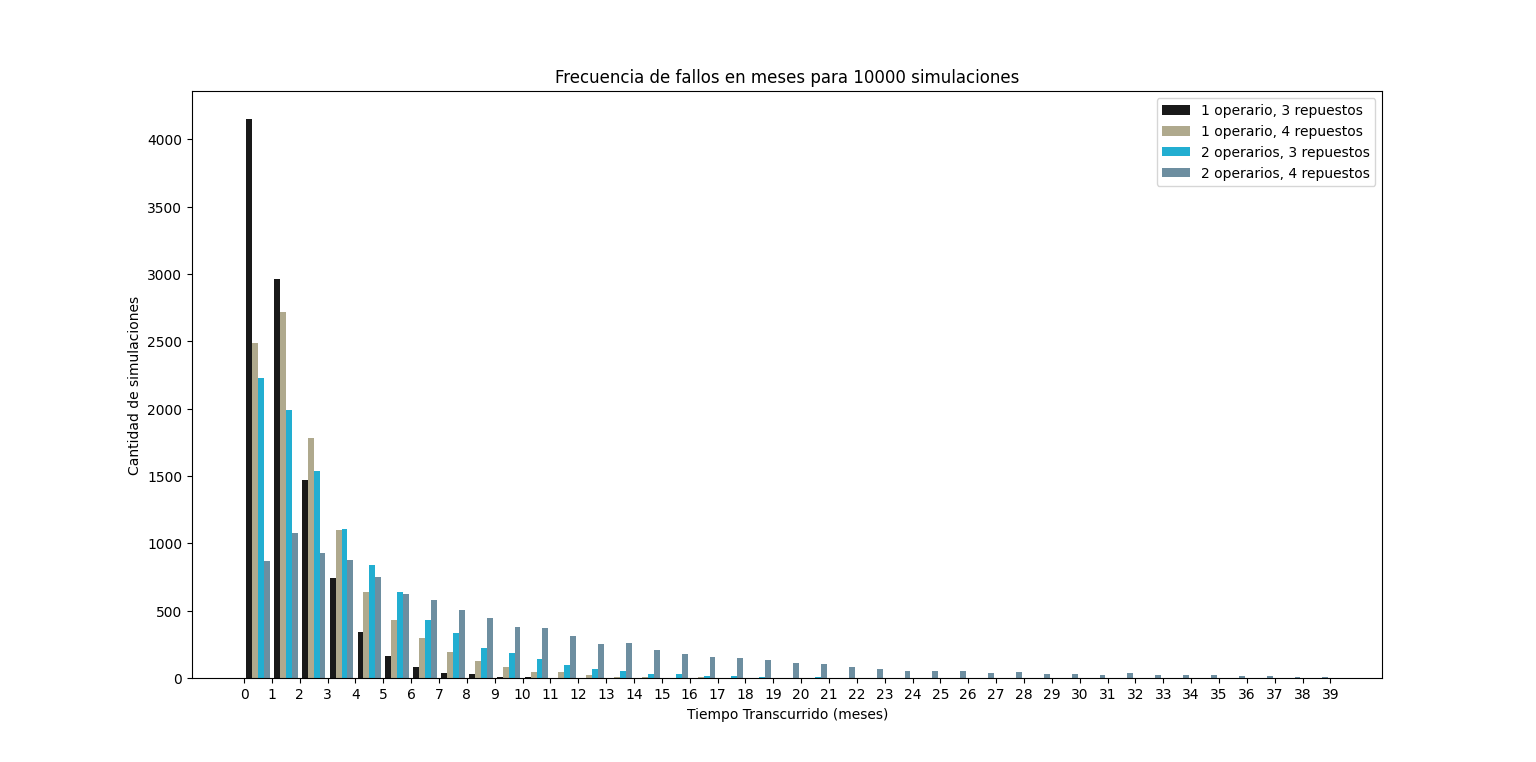 Frecuencia de fallos en meses para 10000 simulaciones
1 operario, 3 repuestos
1 operario, 4 repuestos
2 operarios, 3 repuestos
2 operarios, 4 repuestos
Cantidad de simulaciones
4000
3500
3000
2500
2000
1500
1000
500
0
0 1 2 3 4 5 6 7 8 9 10 11 12 13 14 15 16 17 18 19 20 21 22 23 24 25 26 27 28 29 30 31 32 33 34 35 36 37 38 39
Tiempo Transcurrido (meses)